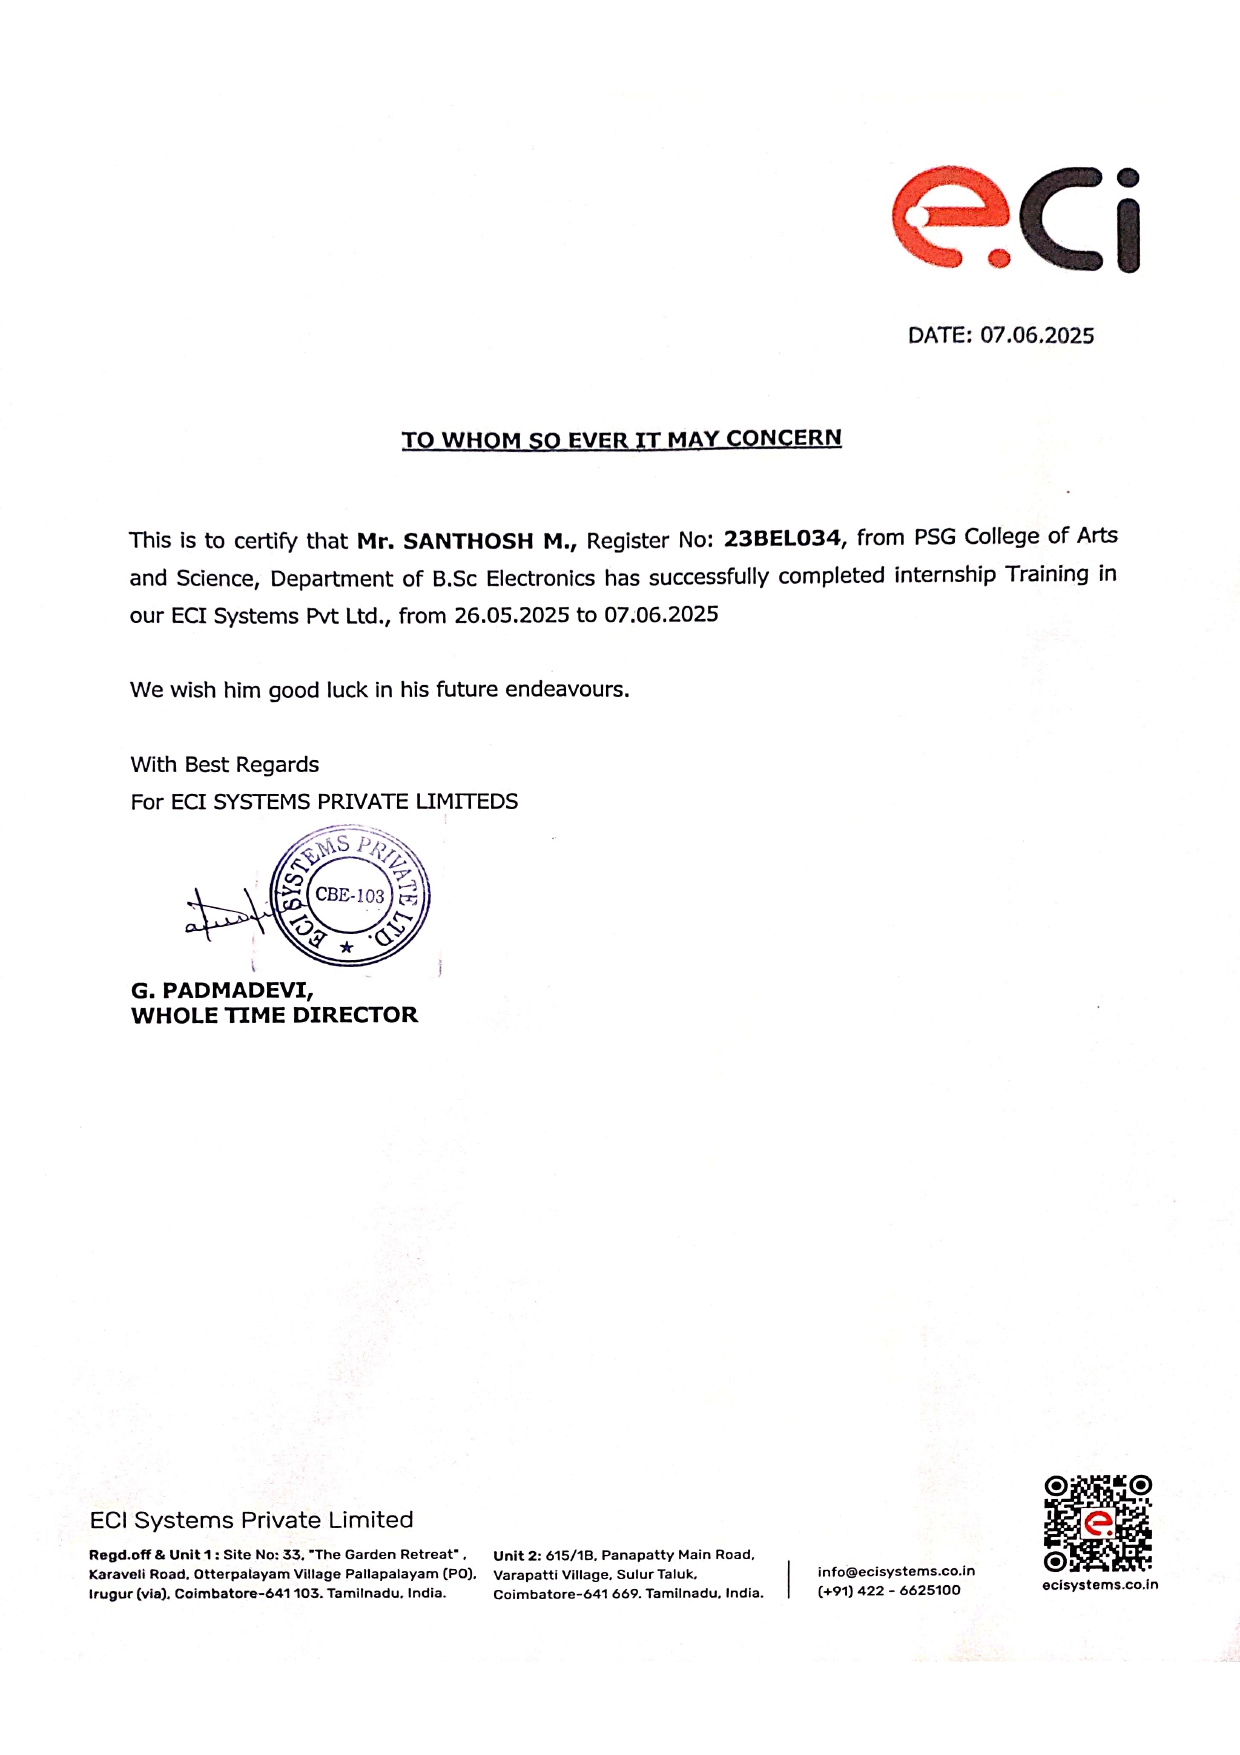 e.ci
DATE: 07.06.2025
TO WHOM SO EVER IT MAY CONCERN
This is to certify that Mr. SANTHOSH M., Register No: 23BEL034, from PSG College of Arts
and Science, Department of B.Sc Electronics has successfully completed internship Training in
our ECI Systems Pvt Ltd., from 26.05.2025 to 07.06.2025
We wish him good luck in his future endeavours.
With Best Regards
For ECI SYSTEMS PRIVATE LIMITEDS
ECI SYSTEMS PRIVATE LTD.
CBE-103
G. PADMADEVI,
WHOLE TIME DIRECTOR
ECI Systems Private Limited
Regd.off & Unit 1 : Site No: 33, "The Garden Retreat" ,
Karaveli Road, Otterpalayam Village Pallapalayam (PO),
Irugur (via), Coimbatore-641 103. Tamilnadu, India.
Unit 2: 615/1B, Panapatty Main Road,
Varapatti Village, Sulur Taluk,
Coimbatore-641 669. Tamilnadu, India.
info@ecisystems.co.in
(+91) 422 - 6625100
e
ecisystems.co.in